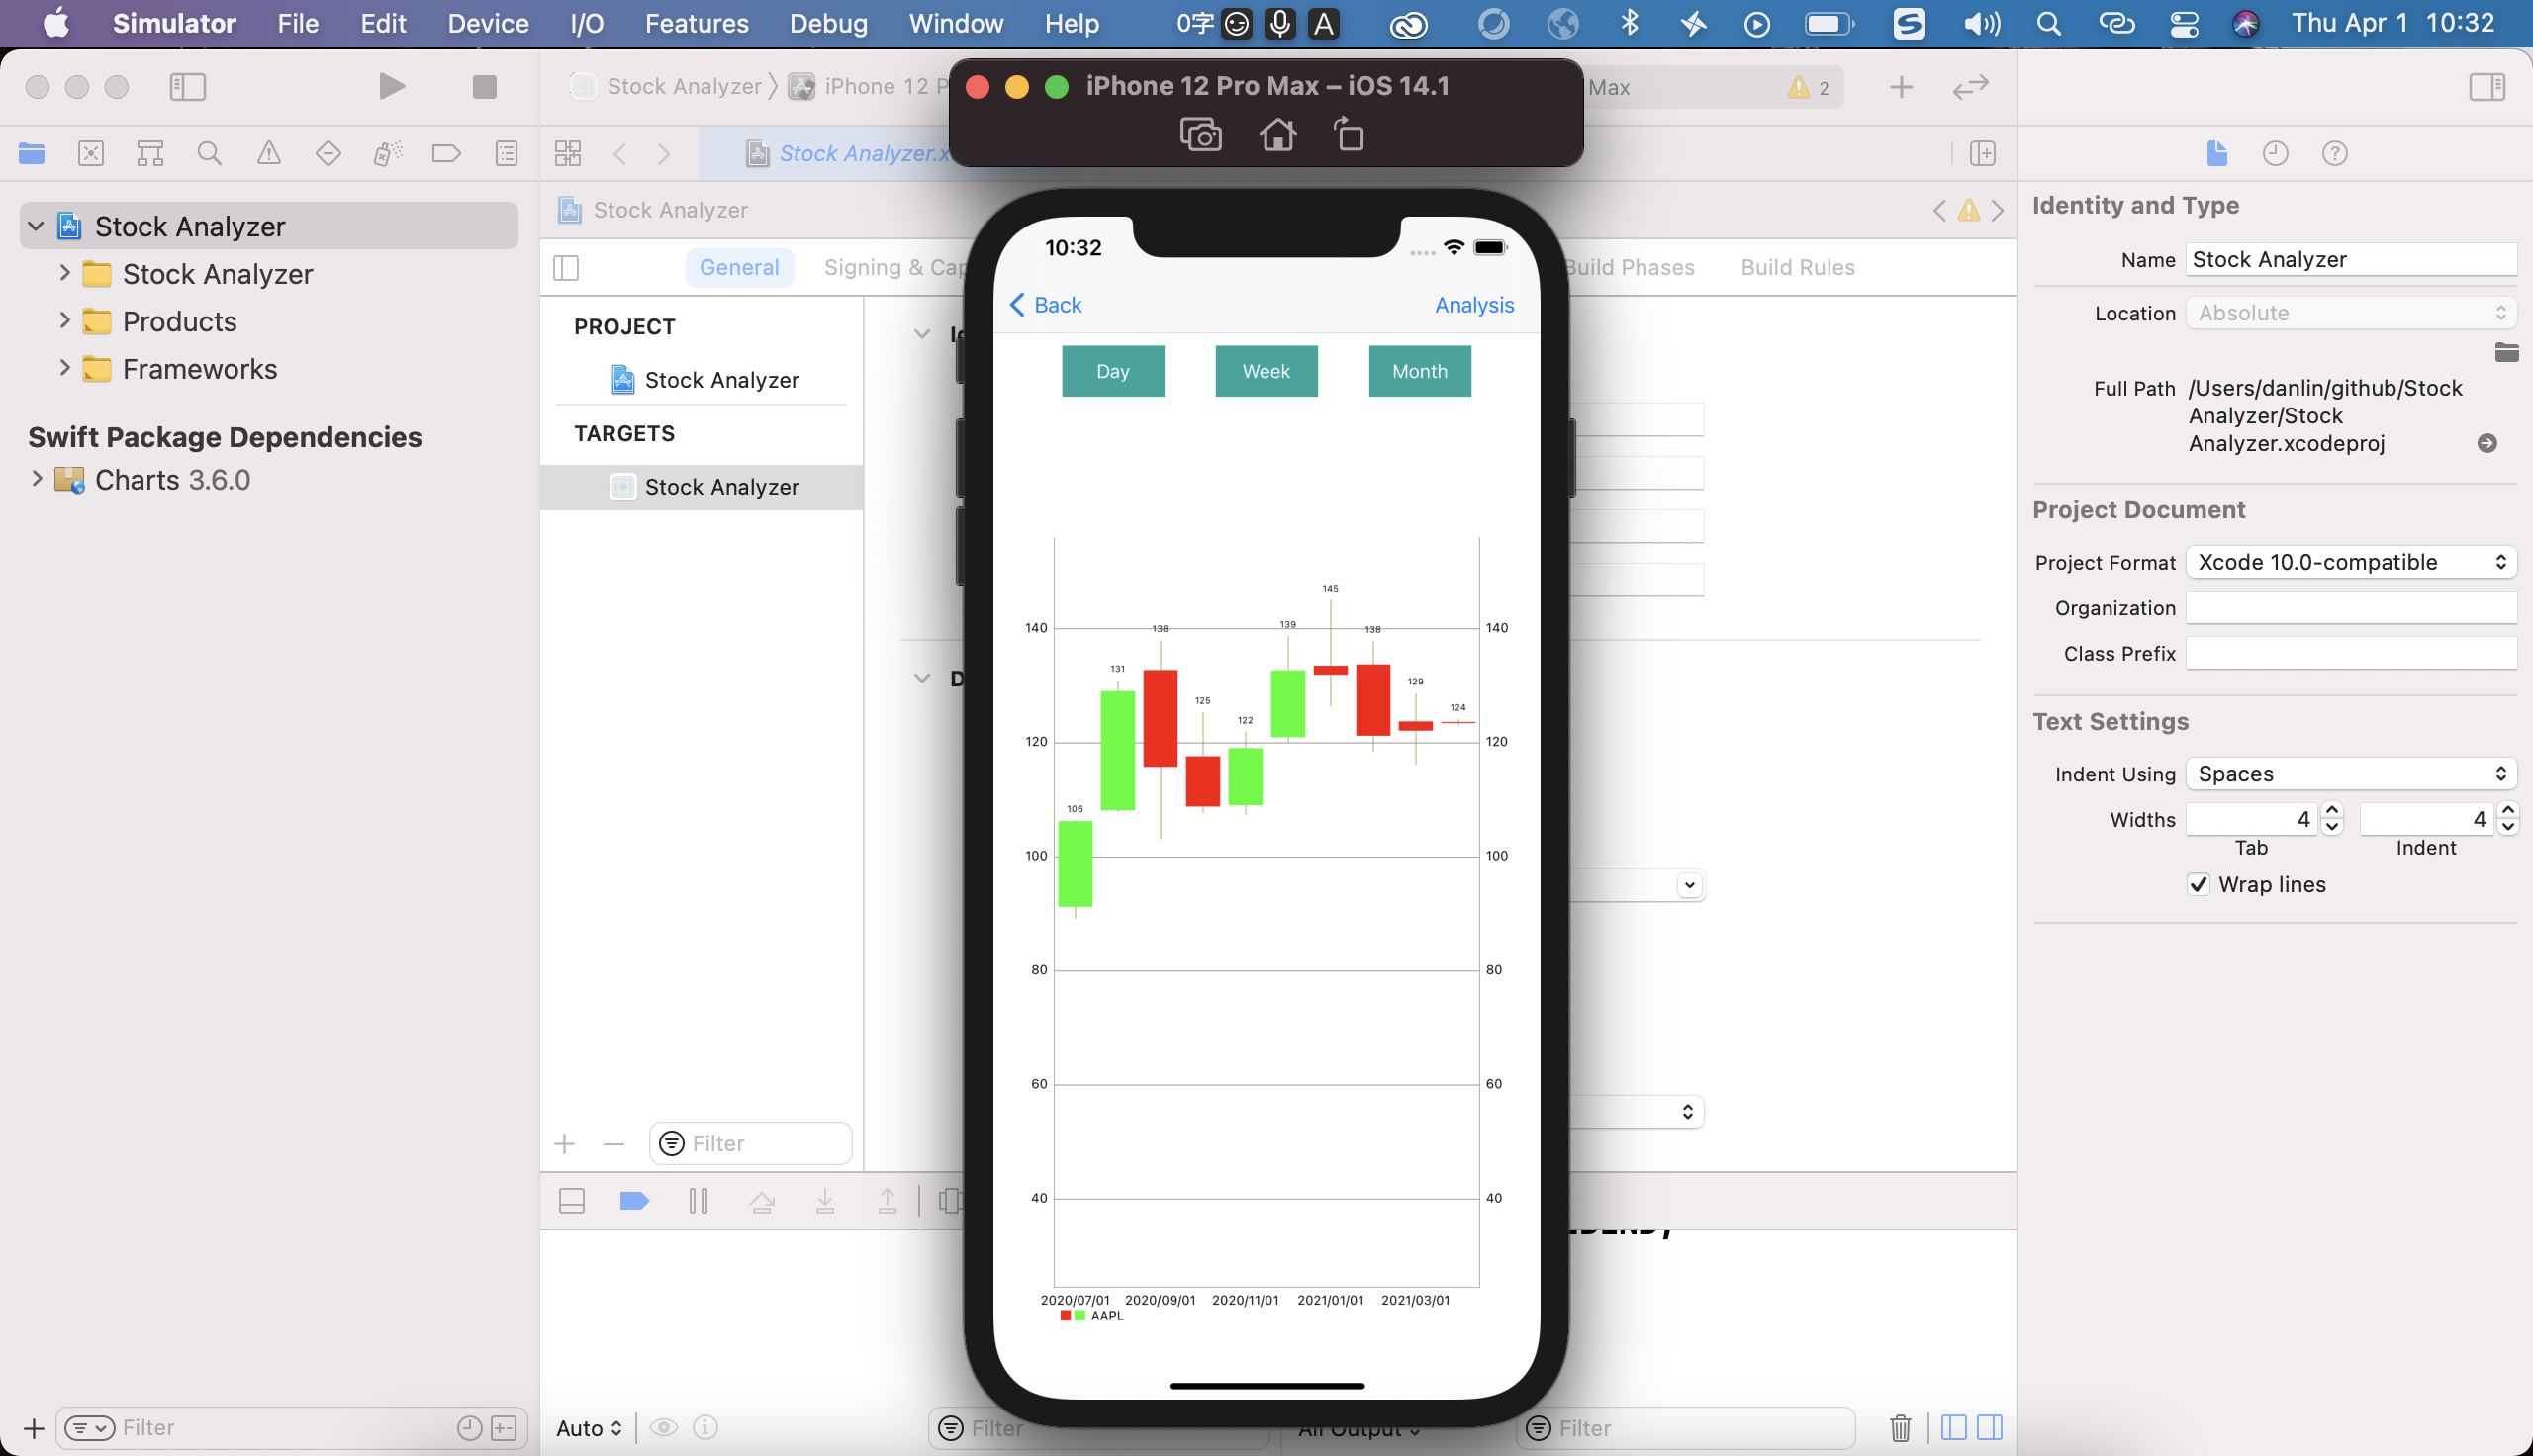 Simulator File Edit Device I/O Features Debug Window Help 0字 A Thu Apr 1 10:32
Stock Analyzer iPhone 12 P
iPhone 12 Pro Max – iOS 14.1
Max 2
Stock Analyzer.x
Stock Analyzer
Stock Analyzer
Products
Frameworks
Swift Package Dependencies
Charts 3.6.0
Stock Analyzer
General Signing & Cap Build Phases Build Rules
PROJECT
Stock Analyzer
TARGETS
Stock Analyzer
Filter
D
10:32
Back Analysis
Day Week Month
145
139
138
138
131
129
125
124
122
106
140 140
120 120
100 100
80 80
60 60
40 40
2020/07/01 2020/09/01 2020/11/01 2021/01/01 2021/03/01
AAPL
Identity and Type
Name Stock Analyzer
Location Absolute
Full Path /Users/danlin/github/Stock
Analyzer/Stock
Analyzer.xcodeproj
Project Document
Project Format Xcode 10.0-compatible
Organization
Class Prefix
Text Settings
Indent Using Spaces
Widths 4 4
Tab Indent
Wrap lines
Filter
Auto Filter All Output Filter